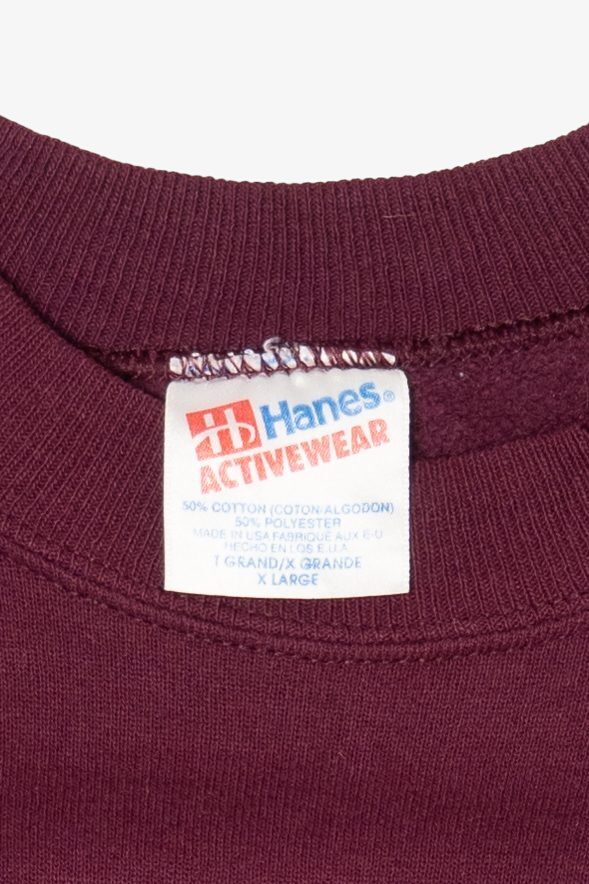 H Hanes®
ACTIVEWEAR
50% COTTON (COTON/ALGODON)
50% POLYESTER
MADE IN USA FABRIQUE AUX E-U
HECHO EN LOS E.U.A
T GRAND/X GRANDE
X LARGE